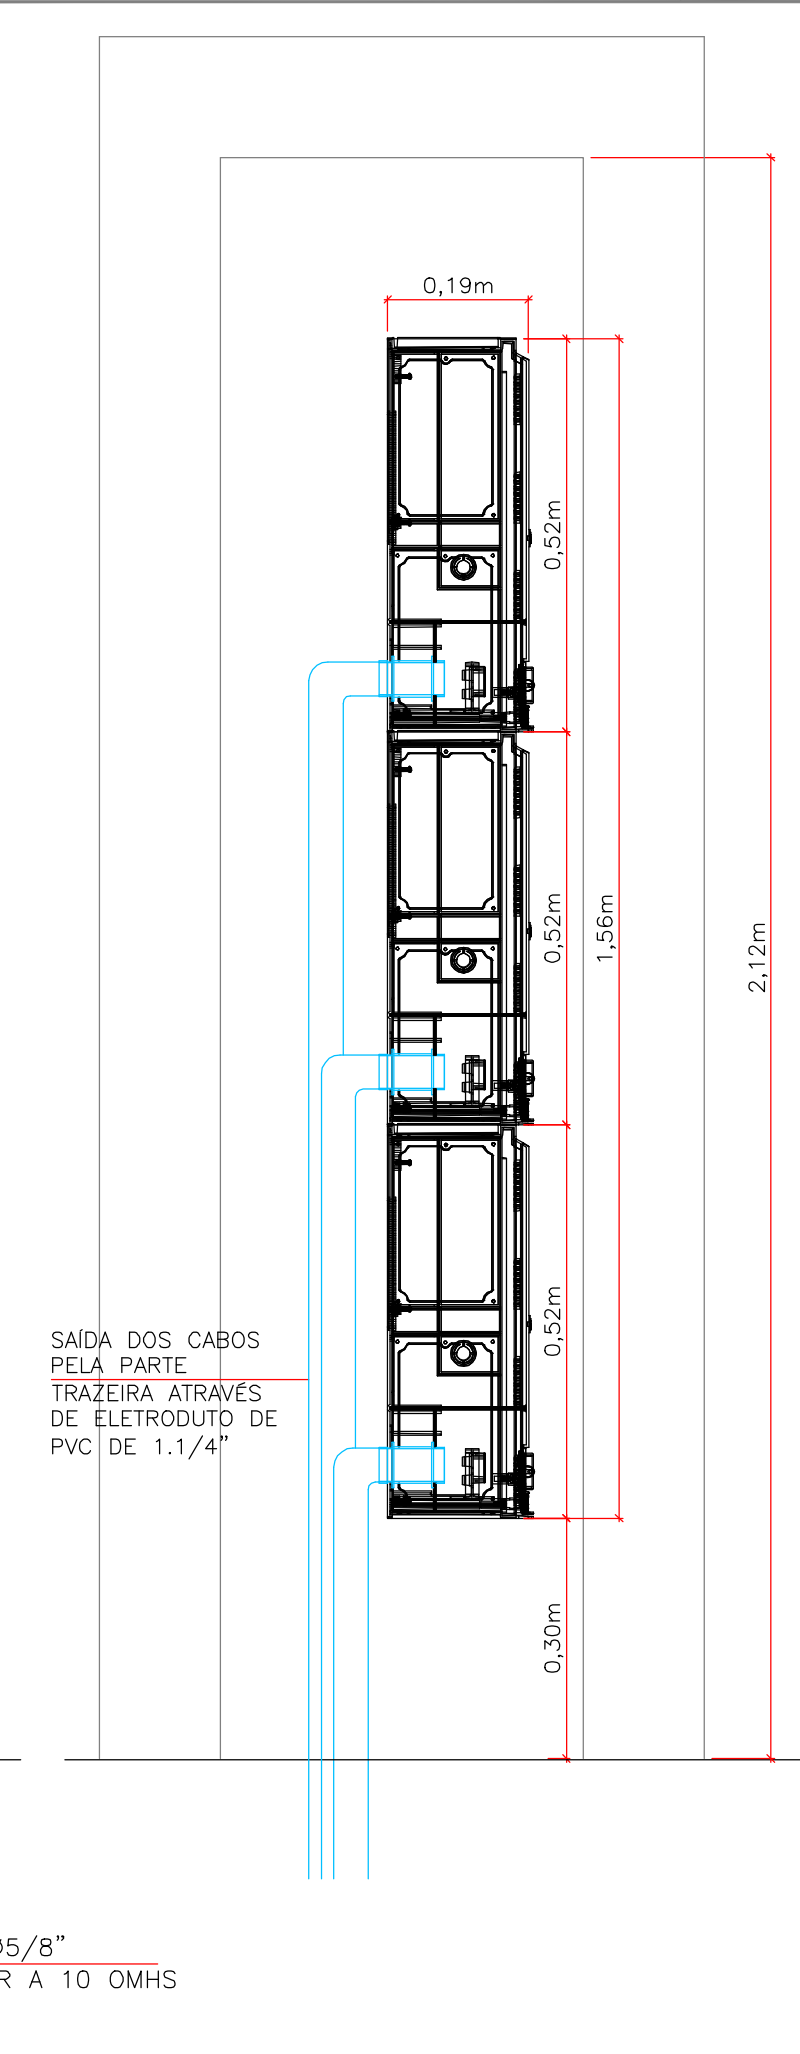 0,19m
0,52m
0,52m
1,56m
2,12m
0,52m
SAÍDA DOS CABOS
PELA PARTE
TRAZEIRA ATRAVÉS
DE ELETRODUTO DE
PVC DE 1.1/4”
0,30m
5/8”
R A 10 OMHS